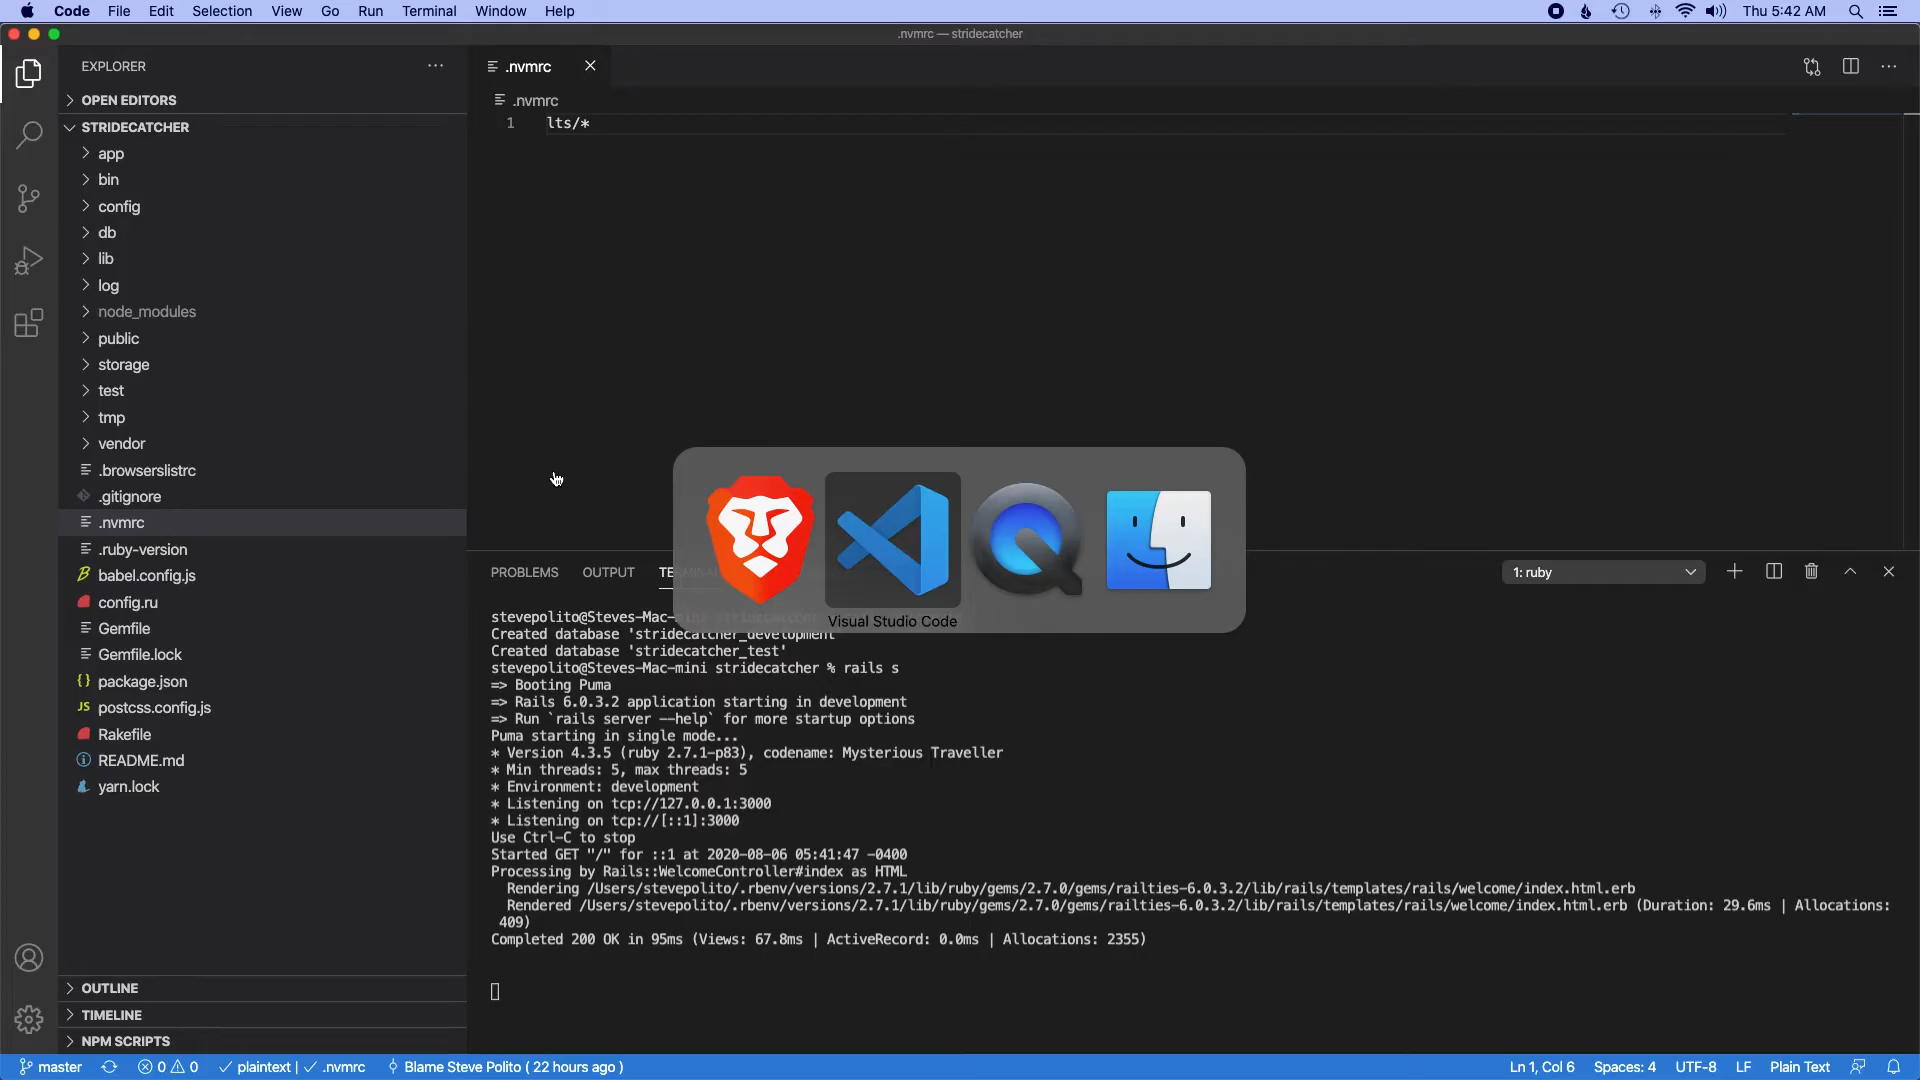 Code File Edit Selection View Go Run Terminal Window Help Thu 5:42 AM
.nvmrc — stridecatcher
EXPLORER
OPEN EDITORS
STRIDECATCHER
app
bin
config
db
lib
log
node_modules
public
storage
test
tmp
vendor
.browserslistrc
.gitignore
.nvmrc
.ruby-version
babel.config.js
config.ru
Gemfile
Gemfile.lock
package.json
JS postcss.config.js
Rakefile
README.md
yarn.lock
OUTLINE
TIMELINE
NPM SCRIPTS
.nvmrc
.nvmrc
1 lts/*
Visual Studio Code
PROBLEMS OUTPUT 1: ruby
stevepolito@Steves-Mac-
Created database 'stridecatcher_development'
Created database 'stridecatcher_test'
stevepolito@Steves-Mac-mini stridecatcher % rails s
=> Booting Puma
=> Rails 6.0.3.2 application starting in development
=> Run `rails server --help` for more startup options
Puma starting in single mode...
* Version 4.3.5 (ruby 2.7.1-p83), codename: Mysterious Traveller
* Min threads: 5, max threads: 5
* Environment: development
* Listening on tcp://127.0.0.1:3000
* Listening on tcp://[::1]:3000
Use Ctrl-C to stop
Started GET "/" for ::1 at 2020-08-06 05:41:47 -0400
Processing by Rails::WelcomeController#index as HTML
Rendering /Users/stevepolito/.rbenv/versions/2.7.1/lib/ruby/gems/2.7.0/gems/railties-6.0.3.2/lib/rails/templates/rails/welcome/index.html.erb
Rendered /Users/stevepolito/.rbenv/versions/2.7.1/lib/ruby/gems/2.7.0/gems/railties-6.0.3.2/lib/rails/templates/rails/welcome/index.html.erb (Duration: 29.6ms | Allocations:
409)
Completed 200 OK in 95ms (Views: 67.8ms | ActiveRecord: 0.0ms | Allocations: 2355)
master 0 0 plaintext | .nvmrc Blame Steve Polito ( 22 hours ago ) Ln 1, Col 6 Spaces: 4 UTF-8 LF Plain Text